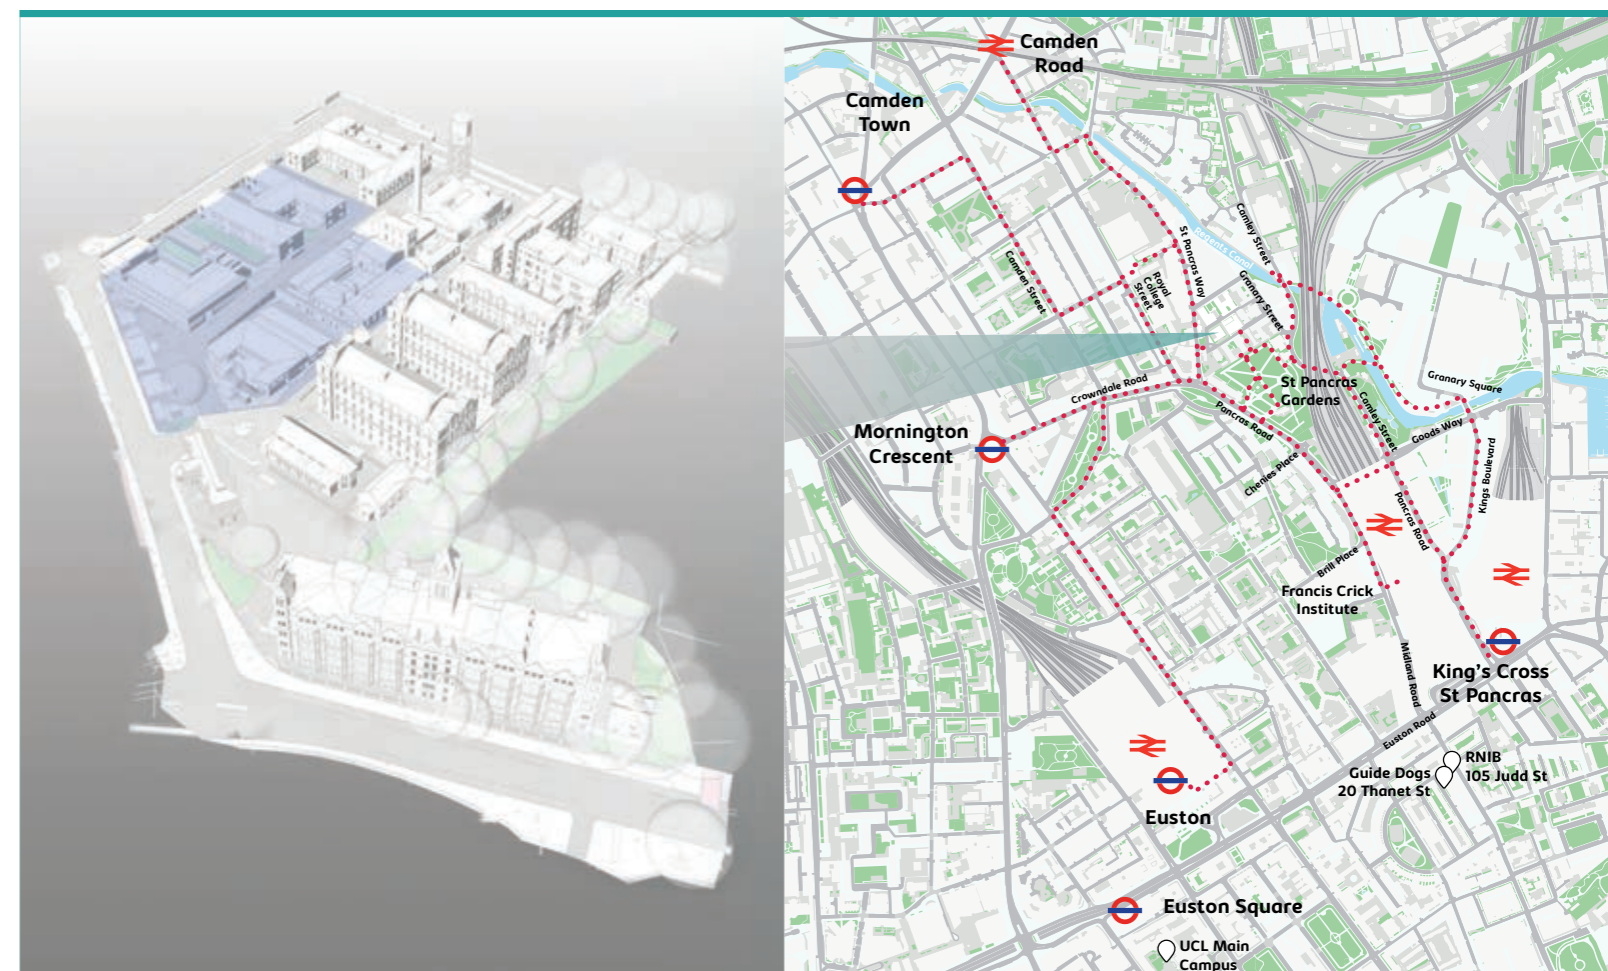 Camden
Road
Camden
Town
Camley Street
St Pancras Way
Regents Canal
Royal
College
Street
Granary Street
Camden Street
St Pancras
Gardens
Granary Square
Crowndale Road
Pancras Road
Camley Street
Goods Way
Mornington
Crescent
Chenies Place
Kings Boulevard
Pancras Road
Brill Place
Francis Crick
Institute
Midland Road
King's Cross
St Pancras
Euston Road
RNIB
105 Judd St
Guide Dogs
20 Thanet St
Euston
Euston Square
UCL Main
Campus